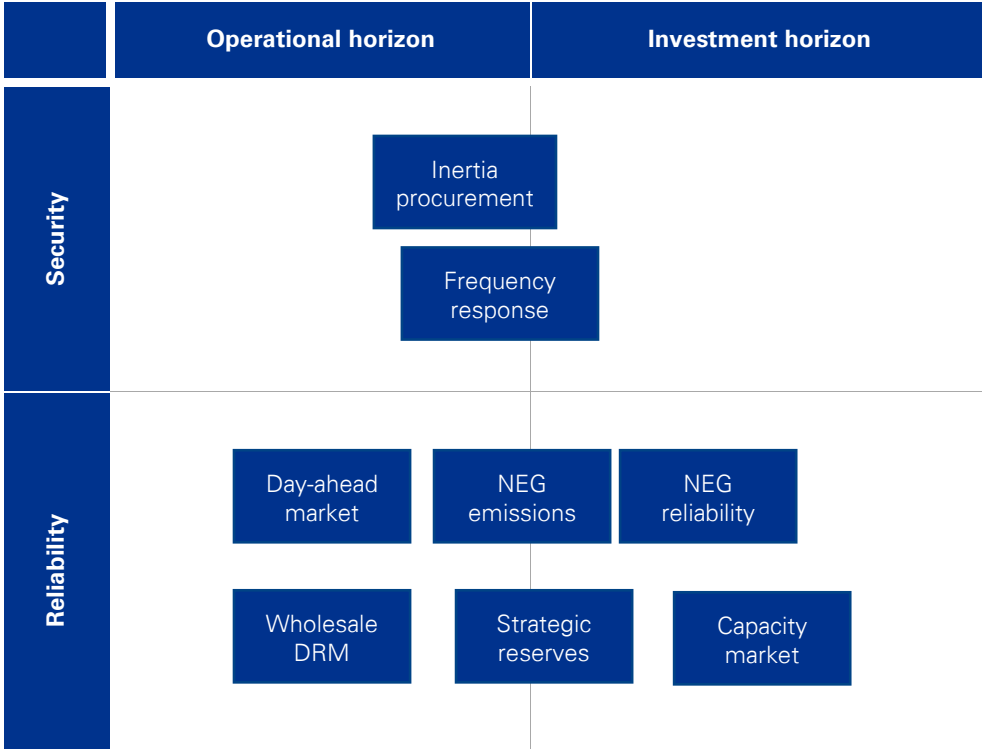 Operational horizon
Investment horizon
Security
Inertia
procurement
Frequency
response
Reliability
Day-ahead
market
NEG
emissions
NEG
reliability
Wholesale
DRM
Strategic
reserves
Capacity
market